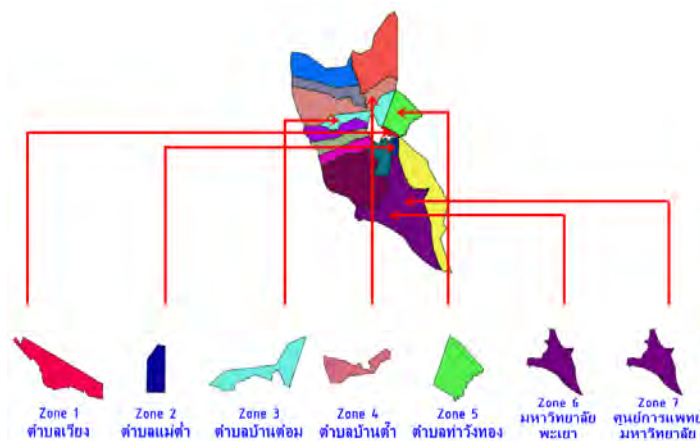 Zone 1
ตำบลเวียง
Zone 2
ตำบลแม่ต๋ำ
Zone 3
ตำบลบ้านต๋อม
Zone 4
ตำบลบ้านต๊ำ
Zone 5
ตำบลท่าวังทอง
Zone 6
มหาวิทยาลัย
พะเยา
Zone 7
ศูนย์การแพทย์
มหาวิทยาลัย